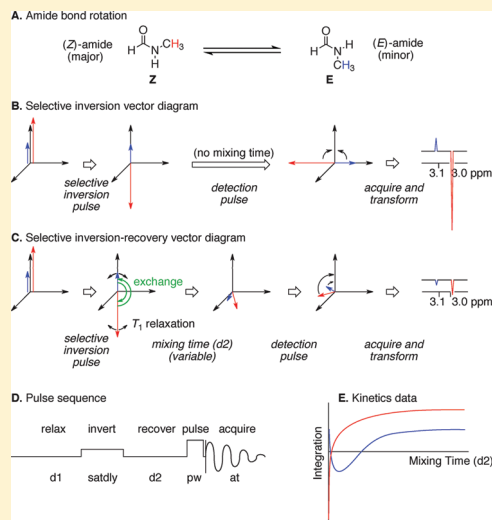 A. Amide bond rotation
(Z)-amide
(major)
O
H
N
CH3
H
Z
O
H
N
H
CH3
E
(E)-amide
(minor)
B. Selective inversion vector diagram
selective
inversion
pulse
(no mixing time)
detection
pulse
acquire and
transform
3.1 3.0 ppm
C. Selective inversion-recovery vector diagram
exchange
T1 relaxation
selective
inversion
pulse
mixing time (d2)
(variable)
detection
pulse
acquire and
transform
3.1 3.0 ppm
D. Pulse sequence
relax invert recover pulse acquire
d1 satdly d2 pw at
E. Kinetics data
Integration
Mixing Time (d2)